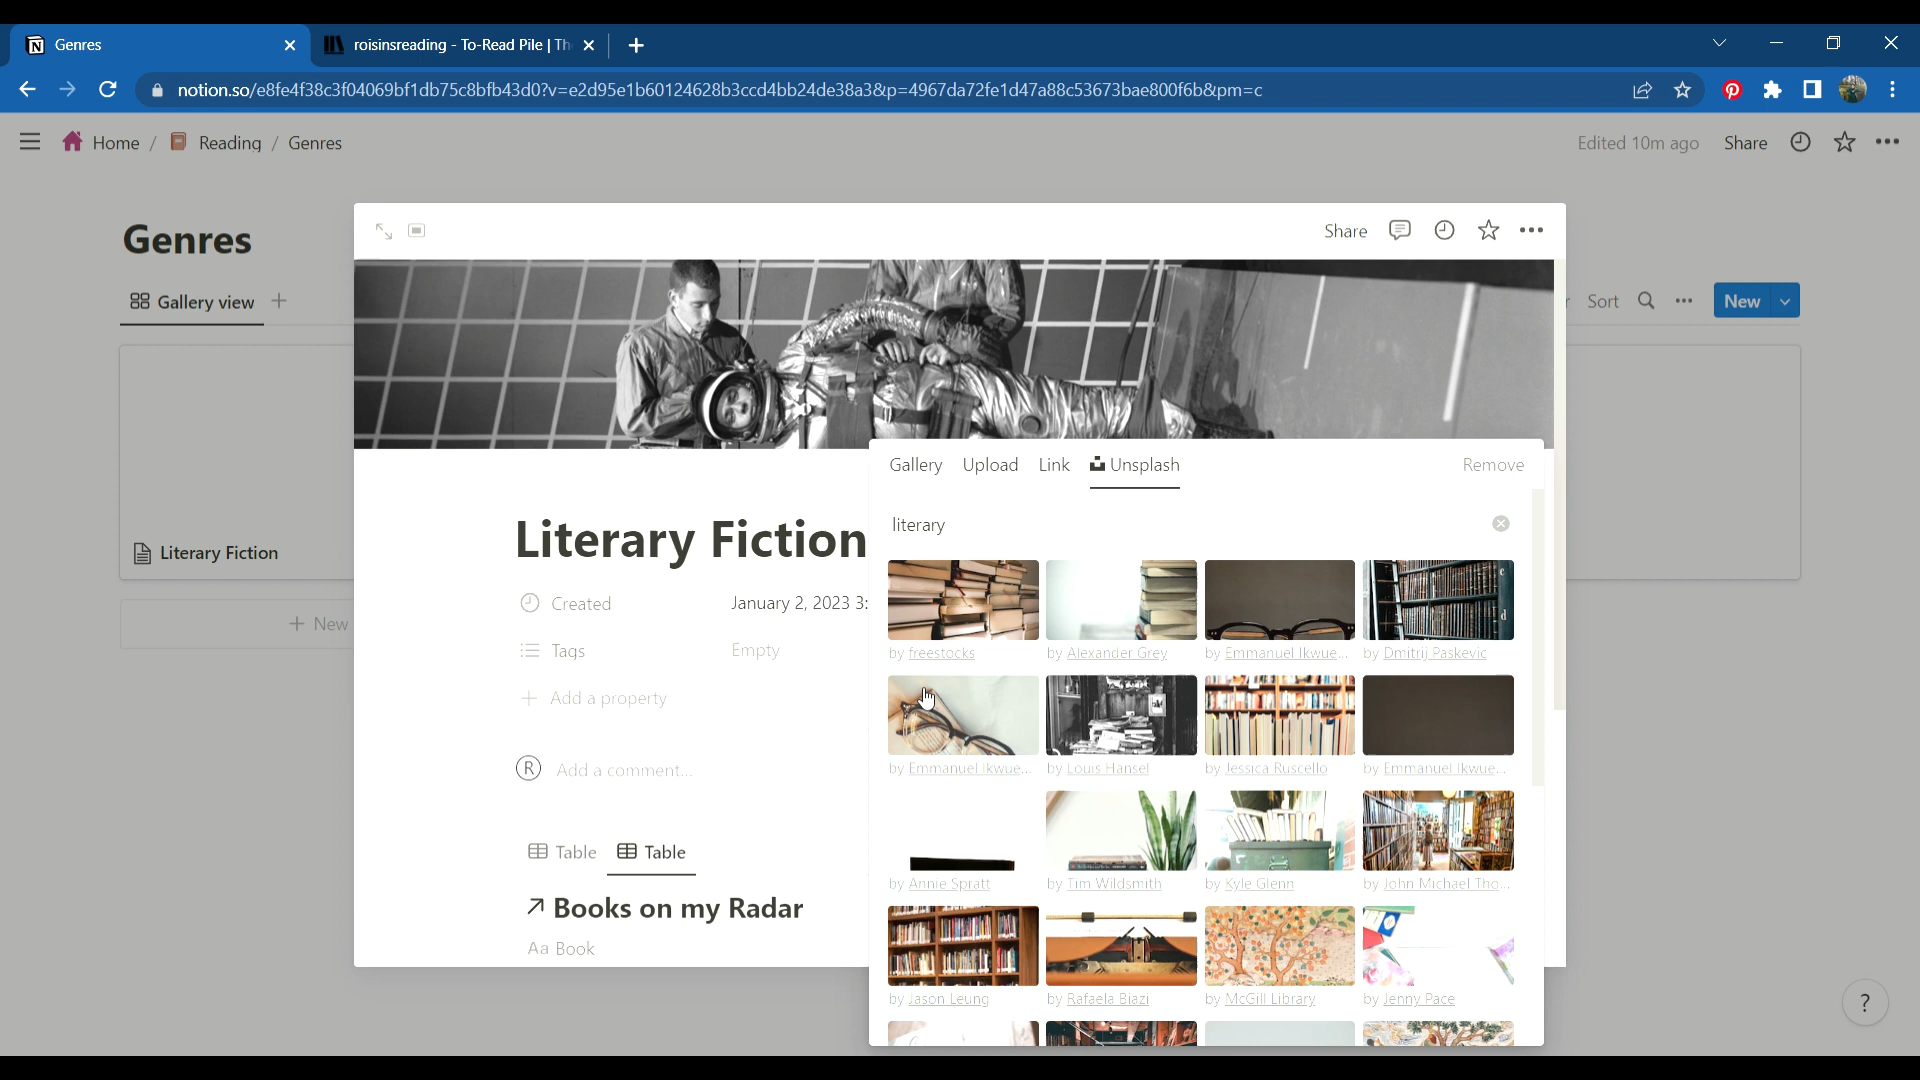 Genres
roisinsreading - To-Read Pile | Th
notion.so/e8fe4f38c3f04069bf1db75c8bfb43d0?v=e2d95e1b60124628b3ccd4bb24de38a3&p=4967da72fe1d47a88c53673bae800f6b&pm=c
Home / Reading / Genres
Edited 10m ago Share
Genres
Share
Gallery view
Sort
New
Gallery Upload Link Unsplash Remove
literary
Literary Fiction
Literary Fiction
Created January 2, 2023 3:
New
Tags Empty
by freestocks by Alexander Grey by Emmanuel Ikwue... by Dmitrij Paskevic
Add a property
R Add a comment...
by Emmanuel Ikwue... by Louis Hansel by Jessica Ruscello by Emmanuel Ikwue...
Table Table
by Annie Spratt by Tim Wildsmith by Kyle Glenn by John Michael Tho...
Books on my Radar
Aa Book
by Jason Leung by Rafaela Biazi by McGill Library by Jenny Pace
?